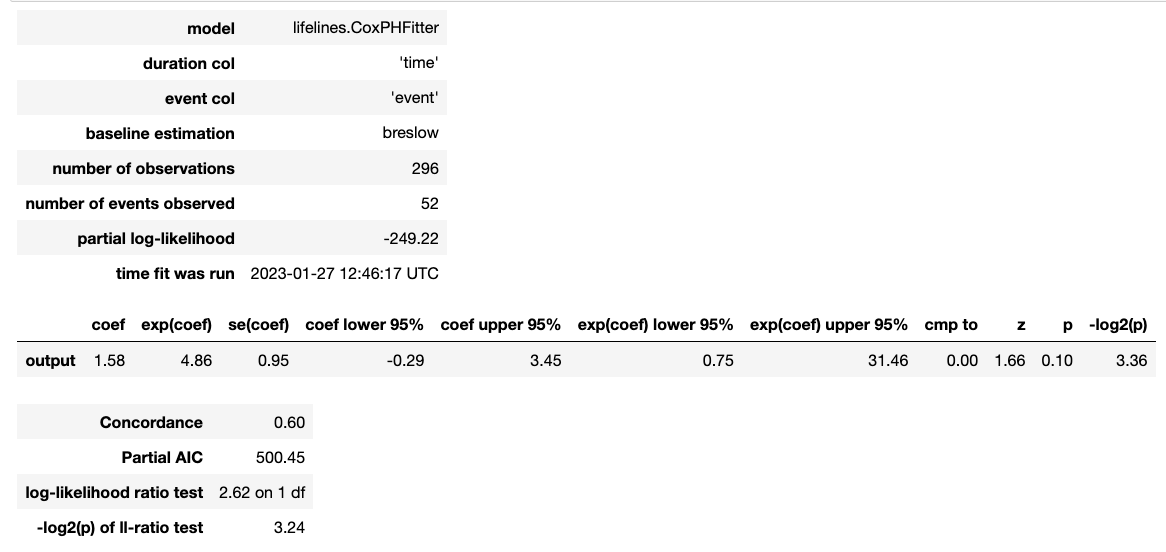 model lifelines.CoxPHFitter
duration col 'time'
event col 'event'
baseline estimation breslow
number of observations 296
number of events observed 52
partial log-likelihood -249.22
time fit was run 2023-01-27 12:46:17 UTC
coef exp(coef) se(coef) coef lower 95% coef upper 95% exp(coef) lower 95% exp(coef) upper 95% cmp to z p -log2(p)
output 1.58 4.86 0.95 -0.29 3.45 0.75 31.46 0.00 1.66 0.10 3.36
Concordance 0.60
Partial AIC 500.45
log-likelihood ratio test 2.62 on 1 df
-log2(p) of ll-ratio test 3.24